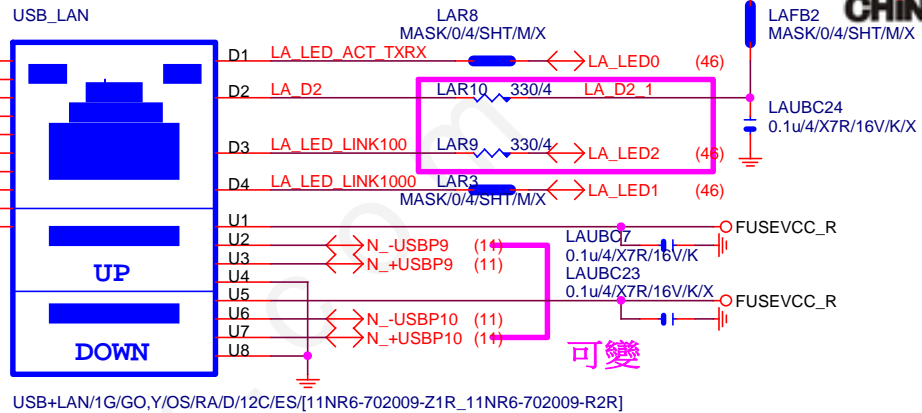 USB_LAN
LAR8
MASK/0/4/SHT/M/X
LAFB2
MASK/0/4/SHT/M/X
D1 LA_LED_ACT_TXRX LA_LED0 (46)
D2 LA_D2 LAR10 330/4 LA_D2_1
LAUBC24
0.1u/4/X7R/16V/K/X
D3 LA_LED_LINK100 LAR9 330/4 LA_LED2 (46)
D4 LA_LED_LINK1000 LAR3 LA_LED1 (46)
MASK/0/4/SHT/M/X
U1 FUSEVCC_R
U2 N_-USBP9 (11) LAUBC7
U3 N_+USBP9 (11) 0.1u/4/X7R/16V/K
UP
U4 LAUBC23
U5 0.1u/4/X7R/16V/K/X FUSEVCC_R
U6 N_-USBP10 (11)
U7 N_+USBP10 (11)
DOWN
U8
可變
USB+LAN/1G/GO,Y/OS/RA/D/12C/ES/[11NR6-702009-Z1R_11NR6-702009-R2R]